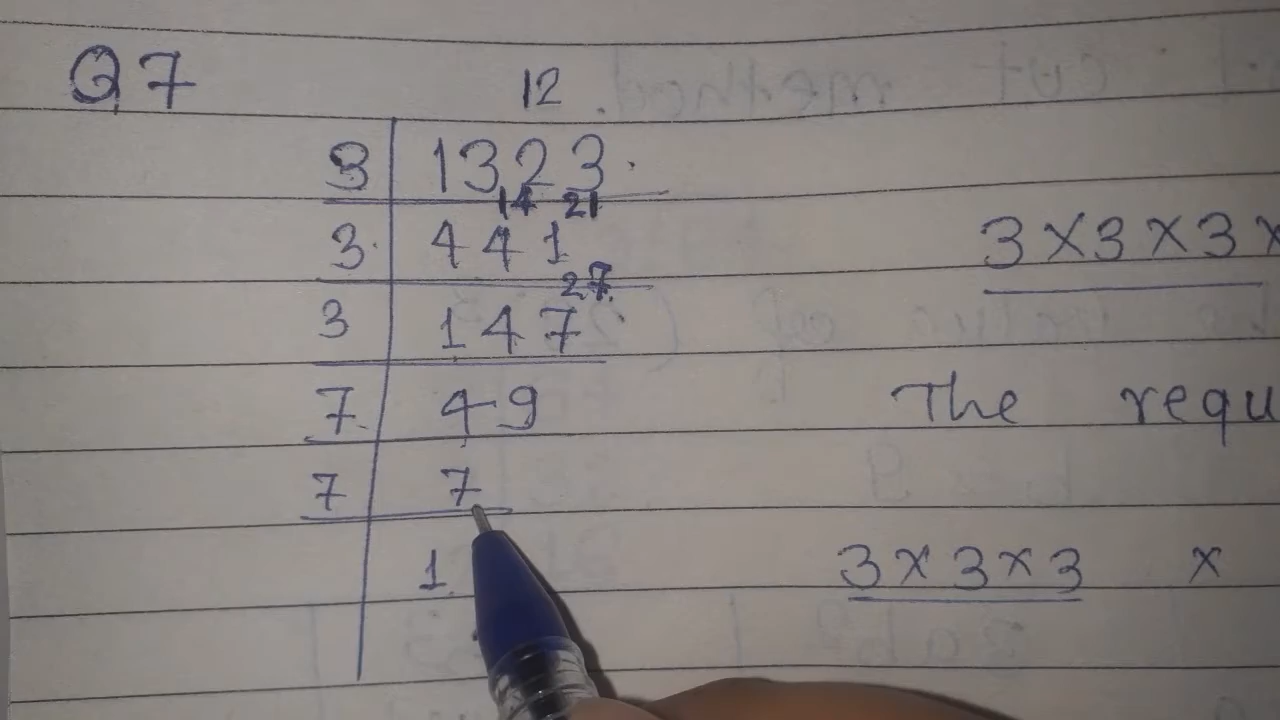 Q 7
12
3 | 1323.
14 21
3. | 441
27.
3 | 147
7 | 49
7 | 7
1
3 × 3 × 3 ×
The requ
3 × 3 × 3 ×